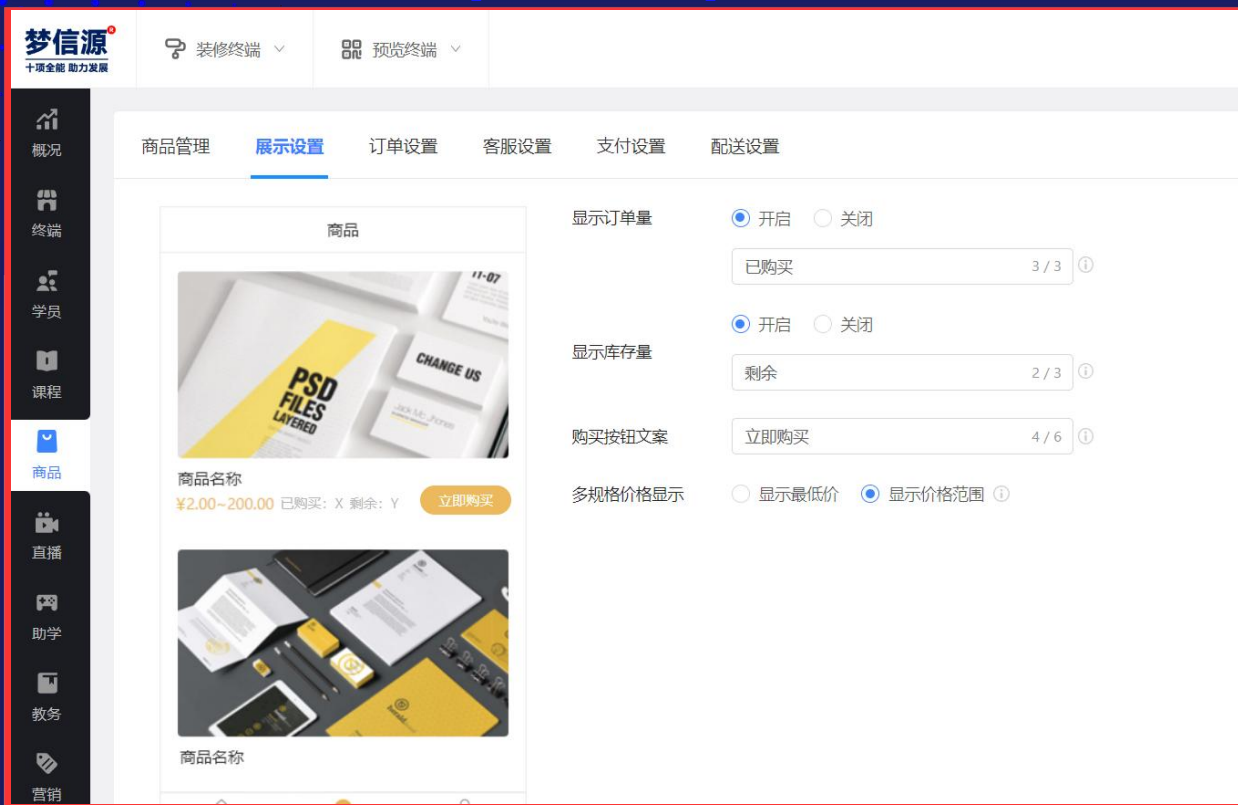 梦信源®
十项全能 助力发展
装修终端
预览终端
概况
终端
学员
课程
商品
直播
助学
教务
营销
商品管理
展示设置
订单设置
客服设置
支付设置
配送设置
商品
11-07
PSD
FILES
LAYERED
CHANGE US
商品名称
¥2.00~200.00 已购买: X 剩余: Y
立即购买
商品名称
显示订单量
开启
关闭
已购买
3 / 3
显示库存量
开启
关闭
剩余
2 / 3
购买按钮文案
立即购买
4 / 6
多规格价格显示
显示最低价
显示价格范围